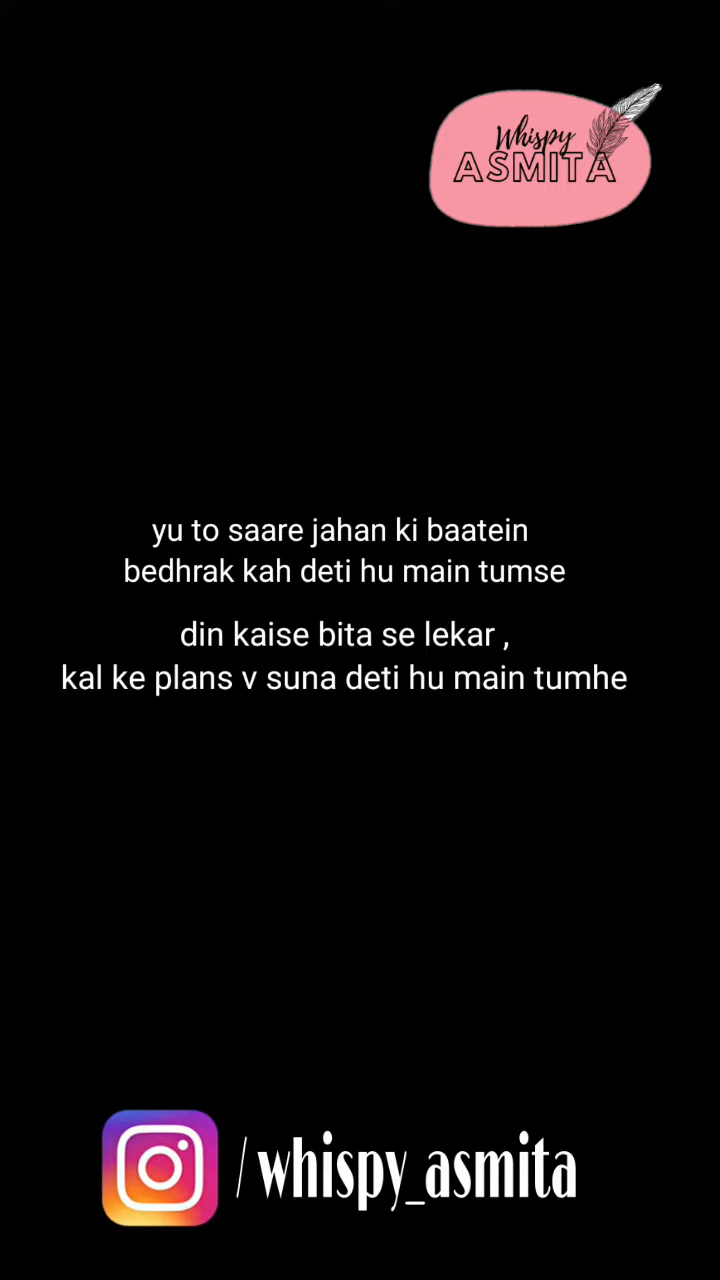 Whispy
ASMITA
yu to saare jahan ki baatein
bedhrak kah deti hu main tumse
din kaise bita se lekar ,
kal ke plans v suna deti hu main tumhe
/whispy_asmita